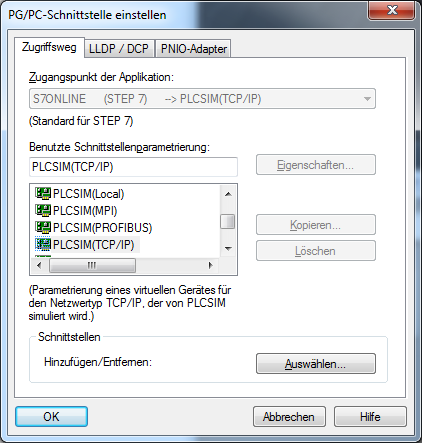 PG/PC-Schnittstelle einstellen
Zugriffsweg LLDP / DCP PNIO-Adapter
Zugangspunkt der Applikation:
S7ONLINE (STEP 7) --> PLCSIM(TCP/IP)
(Standard für STEP 7)
Benutzte Schnittstellenparametrierung:
PLCSIM(TCP/IP)
Eigenschaften...
PLCSIM(Local)
PLCSIM(MPI)
PLCSIM(PROFIBUS)
PLCSIM(TCP/IP)
Kopieren...
Löschen
(Parametrierung eines virtuellen Gerätes für
den Netzwertyp TCP/IP, der von PLCSIM
simuliert wird.)
Schnittstellen
Hinzufügen/Entfernen:
Auswählen...
OK Abbrechen Hilfe